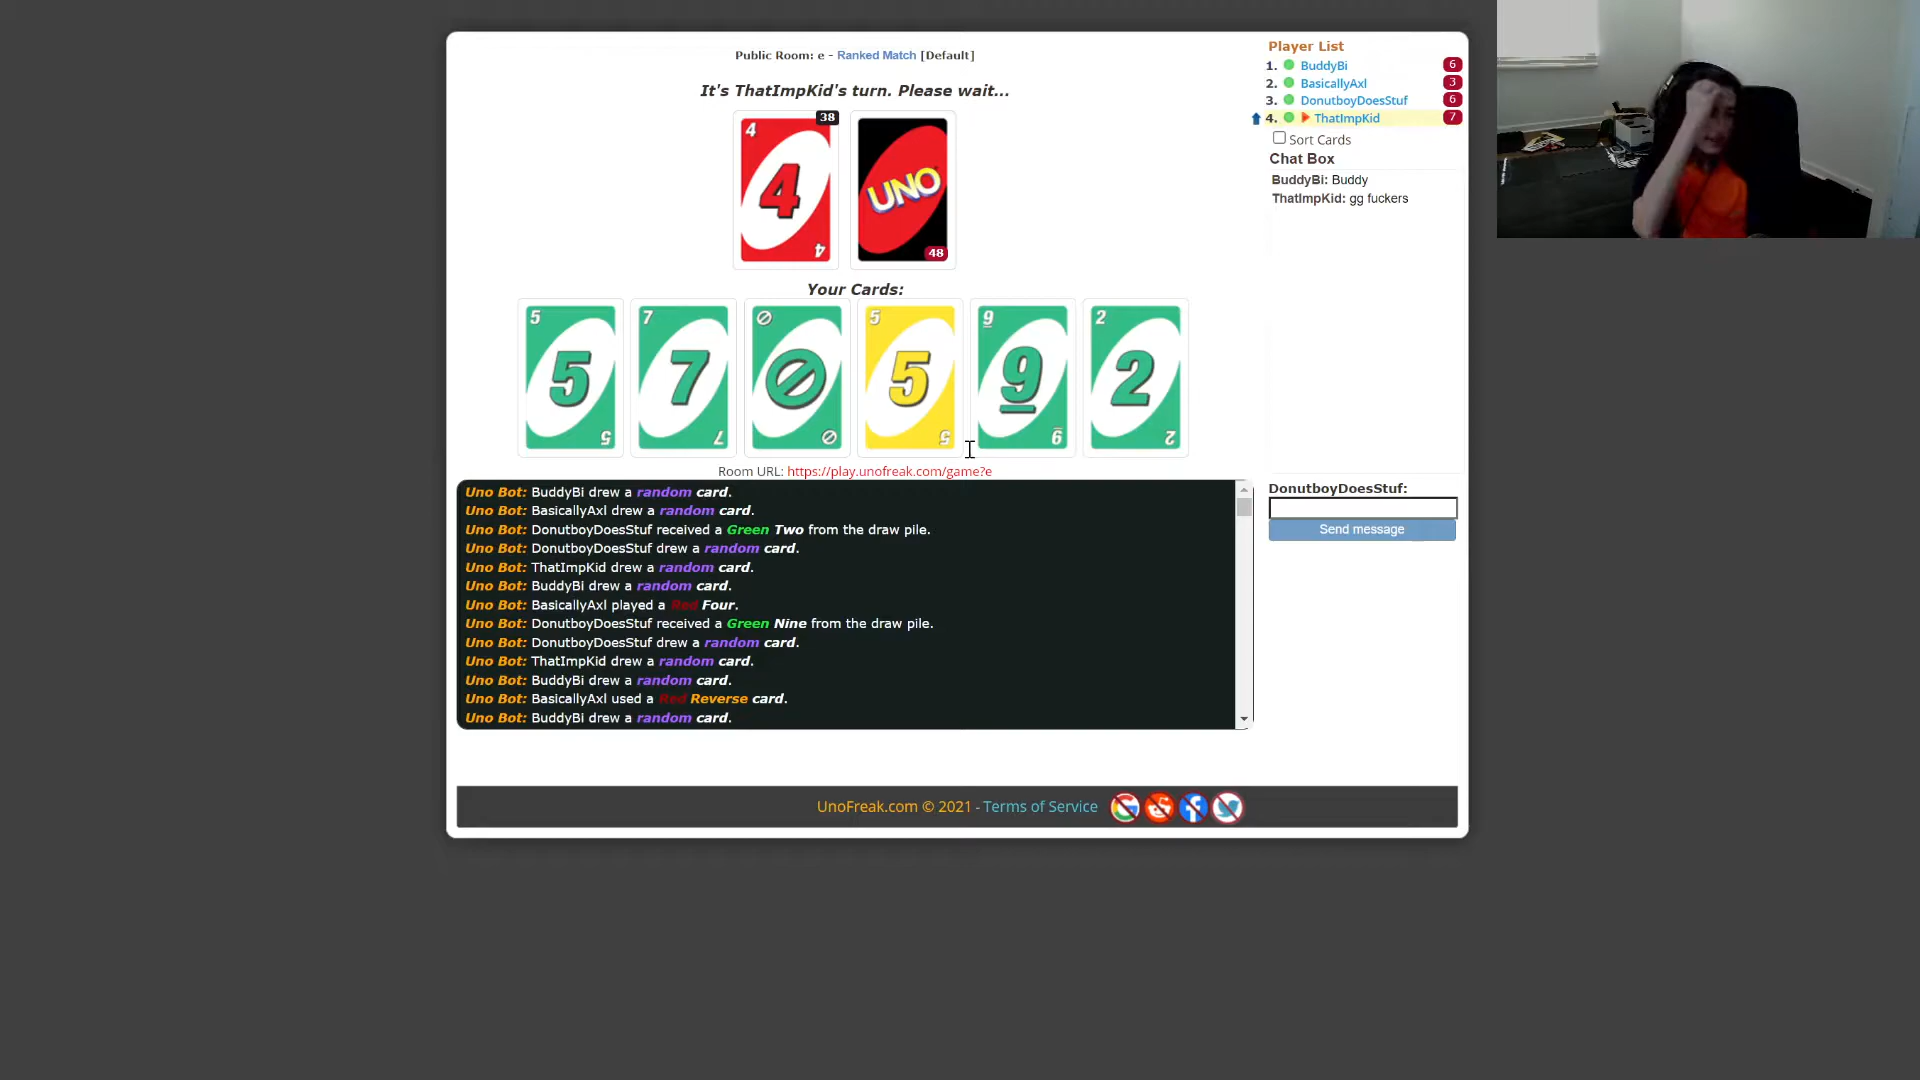 Public Room: e - Ranked Match [Default]
It's ThatImpKid's turn. Please wait...
4
38
4
4
UNO
48
Your Cards:
5
5
5
7
7
7
5
5
5
9
9
9
2
2
2
Room URL: https://play.unofreak.com/game?e
Uno Bot: BuddyBi drew a random card.
Uno Bot: BasicallyAxl drew a random card.
Uno Bot: DonutboyDoesStuf received a Green Two from the draw pile.
Uno Bot: DonutboyDoesStuf drew a random card.
Uno Bot: ThatImpKid drew a random card.
Uno Bot: BuddyBi drew a random card.
Uno Bot: BasicallyAxl played a Red Four.
Uno Bot: DonutboyDoesStuf received a Green Nine from the draw pile.
Uno Bot: DonutboyDoesStuf drew a random card.
Uno Bot: ThatImpKid drew a random card.
Uno Bot: BuddyBi drew a random card.
Uno Bot: BasicallyAxl used a Red Reverse card.
Uno Bot: BuddyBi drew a random card.
Player List
1. BuddyBi 6
2. BasicallyAxl 3
3. DonutboyDoesStuf 6
4. ThatImpKid 7
Sort Cards
Chat Box
BuddyBi: Buddy
ThatImpKid: gg fuckers
DonutboyDoesStuf:
Send message
UnoFreak.com © 2021 - Terms of Service